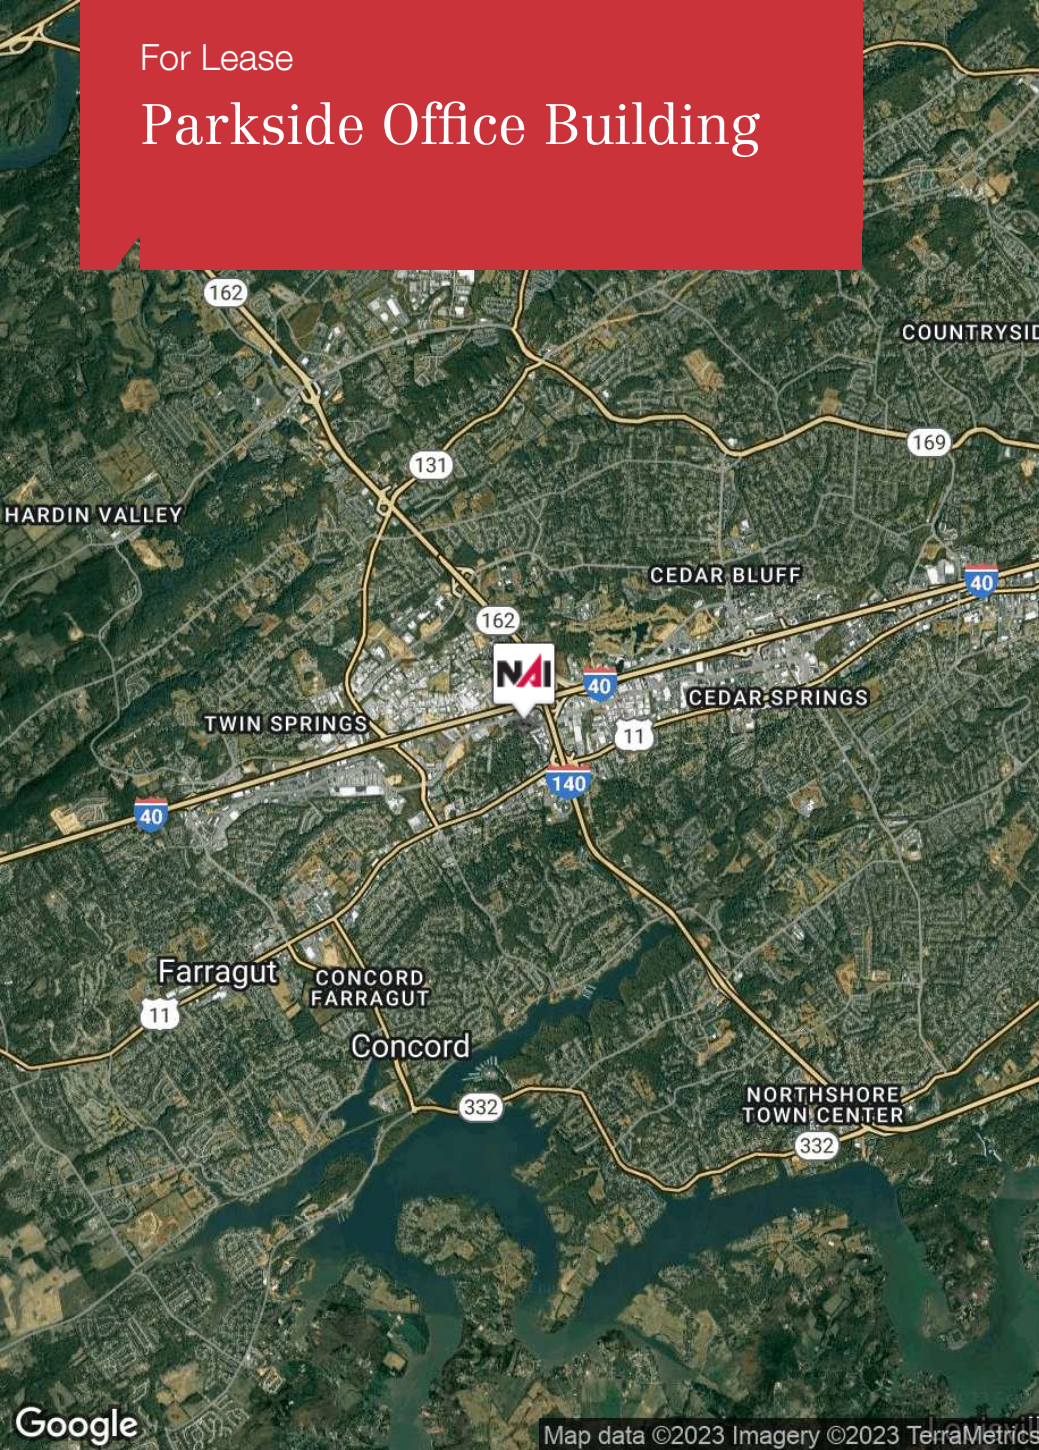 For Lease
Parkside Office Building
162
COUNTRYSID
169
131
HARDIN VALLEY
CEDAR BLUFF
40
162
NAI
40
CEDAR SPRINGS
TWIN SPRINGS
11
140
40
Farragut
CONCORD
FARRAGUT
11
Concord
NORTHSHORE
TOWN CENTER
332
332
Google
Map data ©2023 Imagery ©2023 TerraMetrics